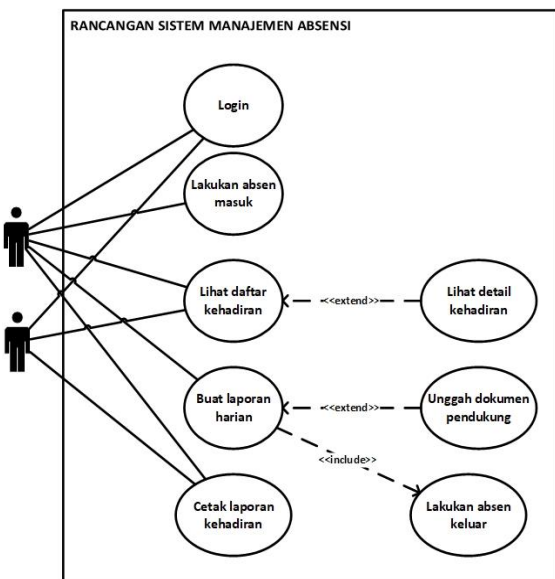 RANCANGAN SISTEM MANAJEMEN ABSENSI
Login
Lakukan absen
masuk
Lihat daftar
kehadiran
<<extend>>
Lihat detail
kehadiran
Buat laporan
harian
<<extend>>
Unggah dokumen
pendukung
<<include>>
Cetak laporan
kehadiran
Lakukan absen
keluar